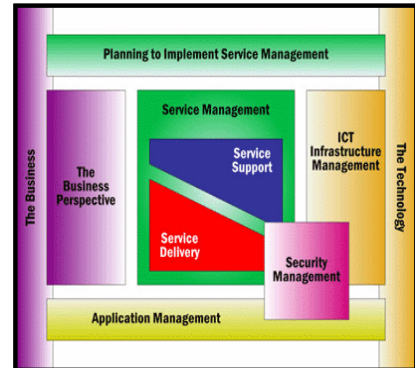 Planning to Implement Service Management
The Business
The
Business
Perspective
Service Management
Service
Support
Service
Delivery
ICT
Infrastructure
Management
The Technology
Security
Management
Application Management